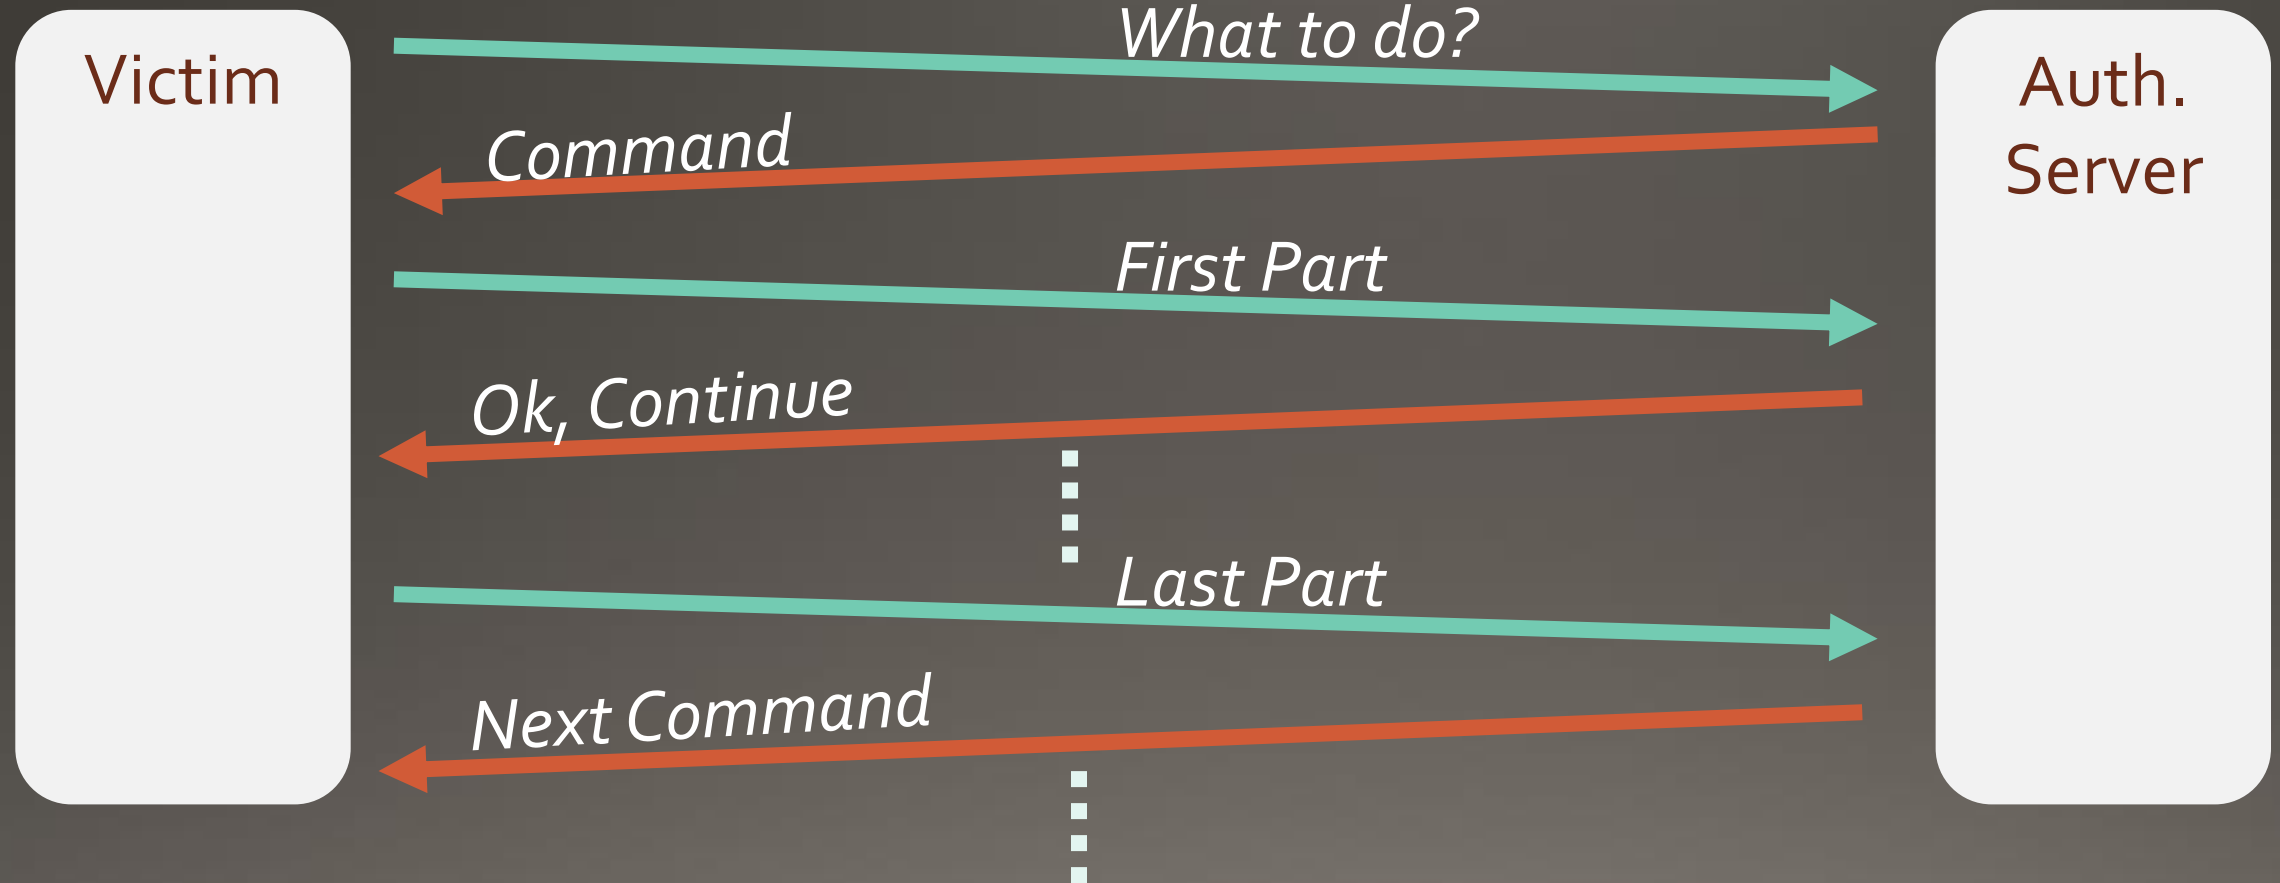 Victim
What to do?
Auth.
Server
Command
First Part
Ok, Continue
Last Part
Next Command